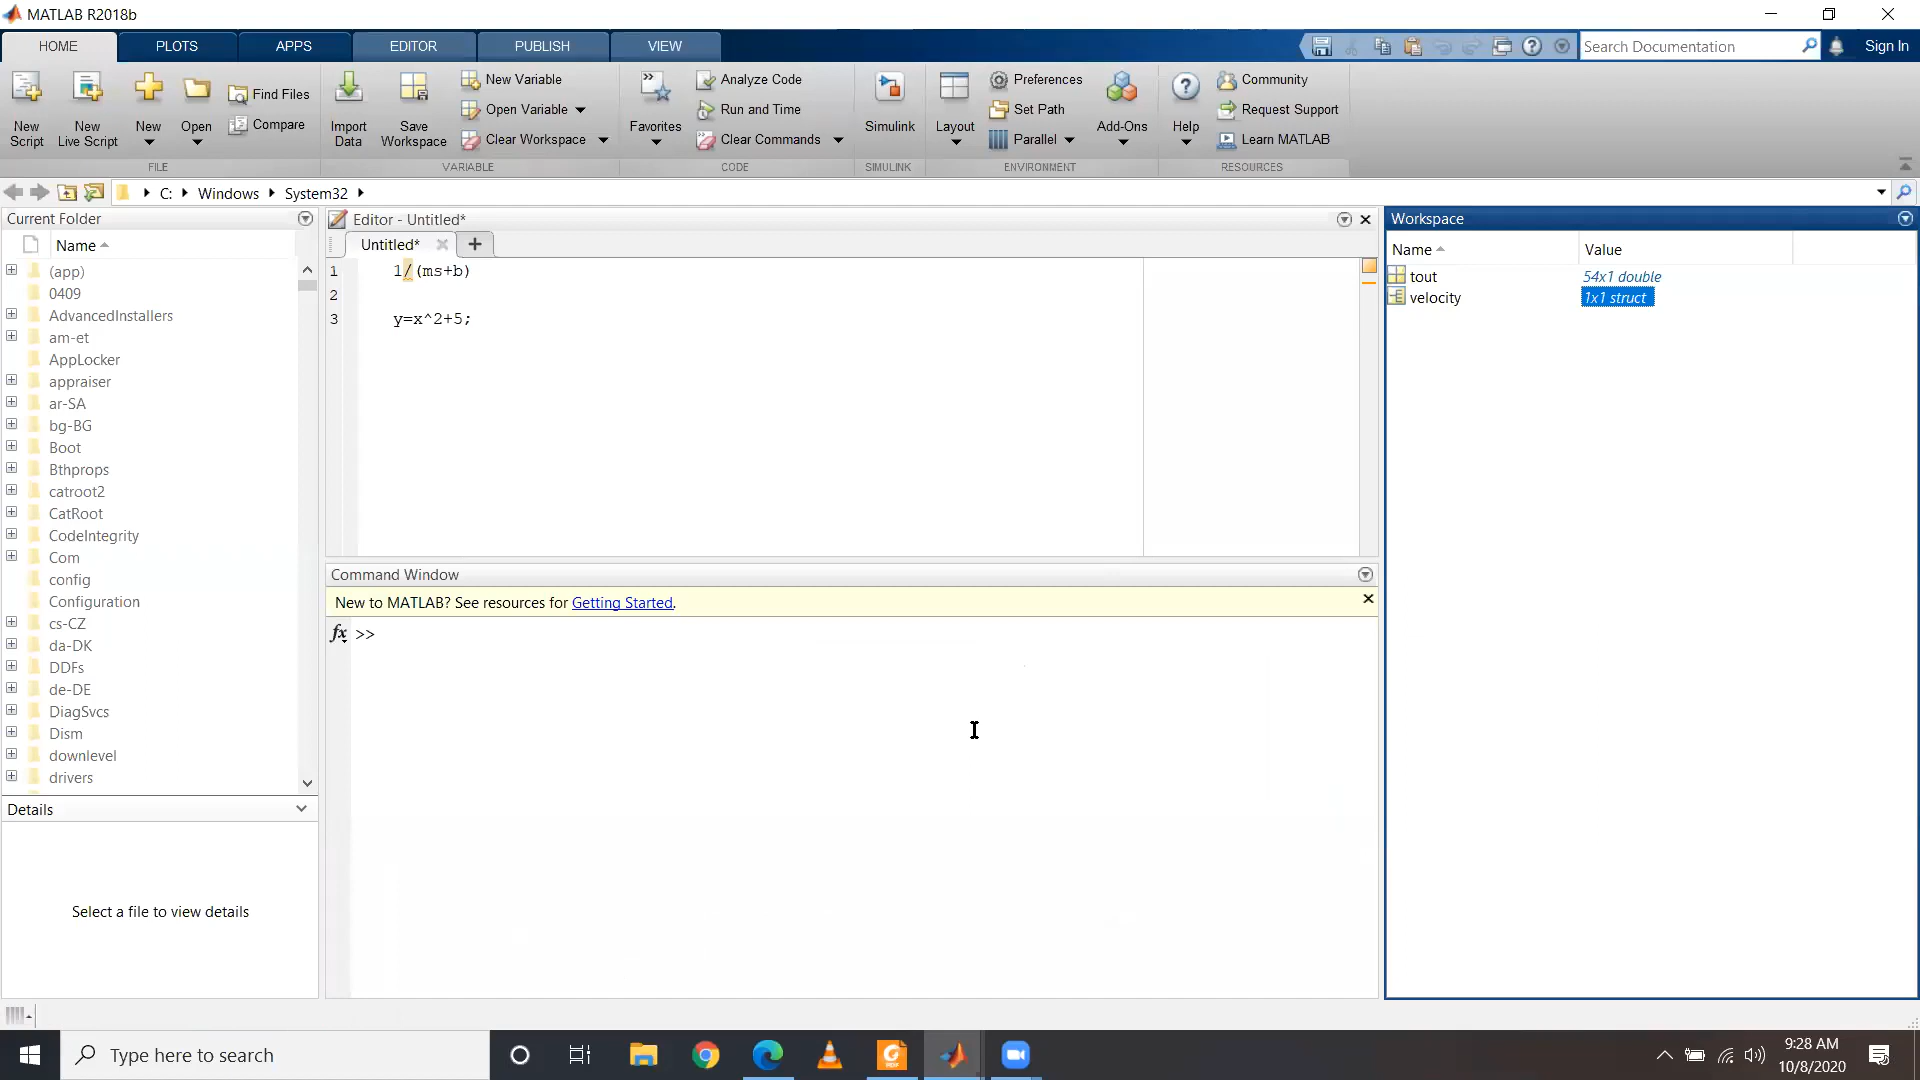 MATLAB R2018b
HOME PLOTS APPS EDITOR PUBLISH VIEW
Search Documentation
Sign In
New Script
New Live Script
New
Open
Find Files
Compare
FILE
Import Data
Save Workspace
New Variable
Open Variable
Clear Workspace
VARIABLE
Favorites
Analyze Code
Run and Time
Clear Commands
CODE
Simulink
SIMULINK
Layout
Preferences
Set Path
Parallel
Add-Ons
ENVIRONMENT
Help
Community
Request Support
Learn MATLAB
RESOURCES
C: Windows System32
Current Folder
Name
(app)
0409
AdvancedInstallers
am-et
AppLocker
appraiser
ar-SA
bg-BG
Boot
Bthprops
catroot2
CatRoot
CodeIntegrity
Com
config
Configuration
cs-CZ
da-DK
DDFs
de-DE
DiagSvcs
Dism
downlevel
drivers
Details
Select a file to view details
Editor - Untitled*
Untitled*
1 1/(ms+b)
2
3 y=x^2+5;
Command Window
New to MATLAB? See resources for Getting Started.
fx >>
Workspace
Name Value
tout 54x1 double
velocity 1x1 struct
Type here to search
9:28 AM
10/8/2020